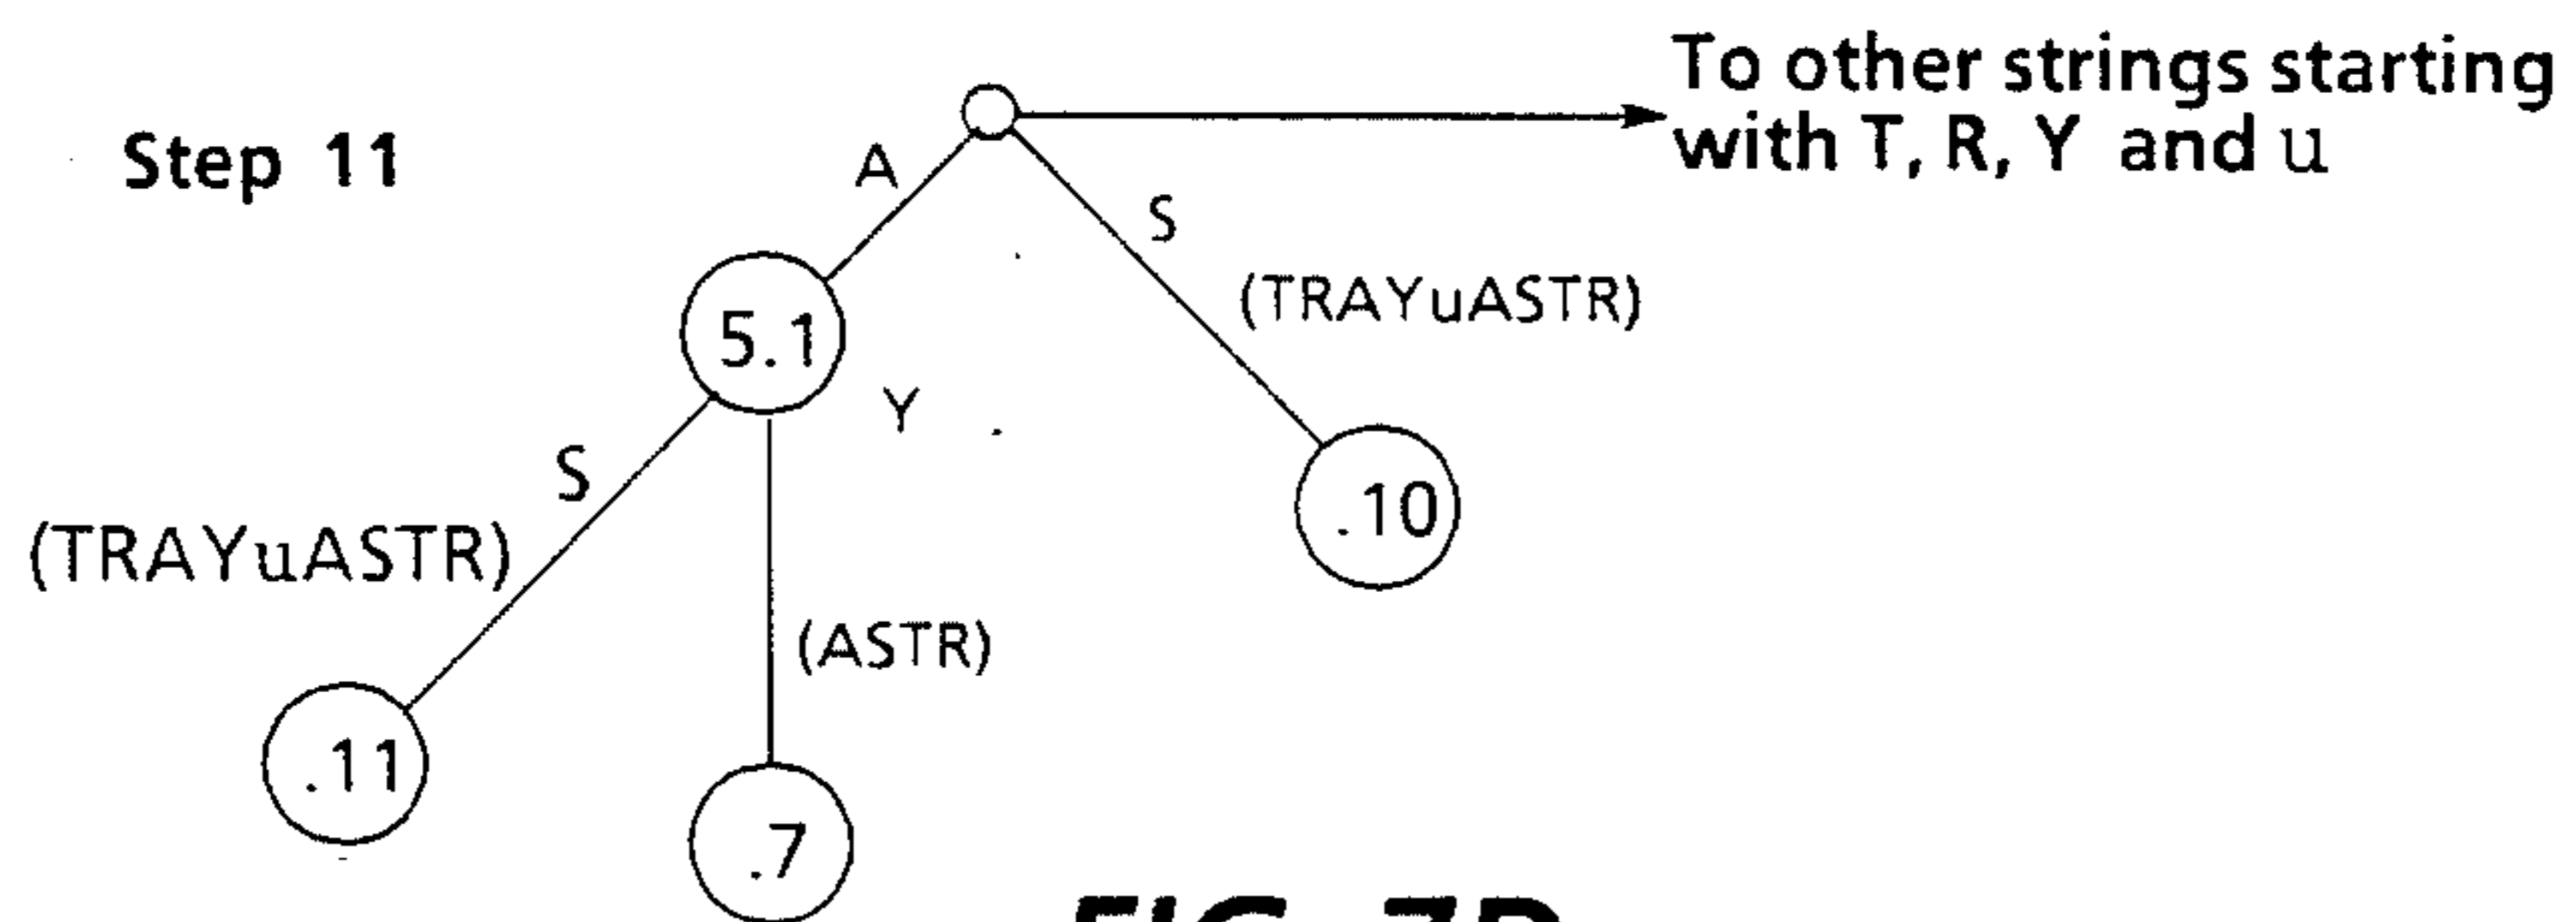 To other strings starting
with T, R, Y and u
Step 11
A
S
(TRAYuASTR)
5.1
Y
S
(TRAYuASTR)
.10
(ASTR)
.11
.7